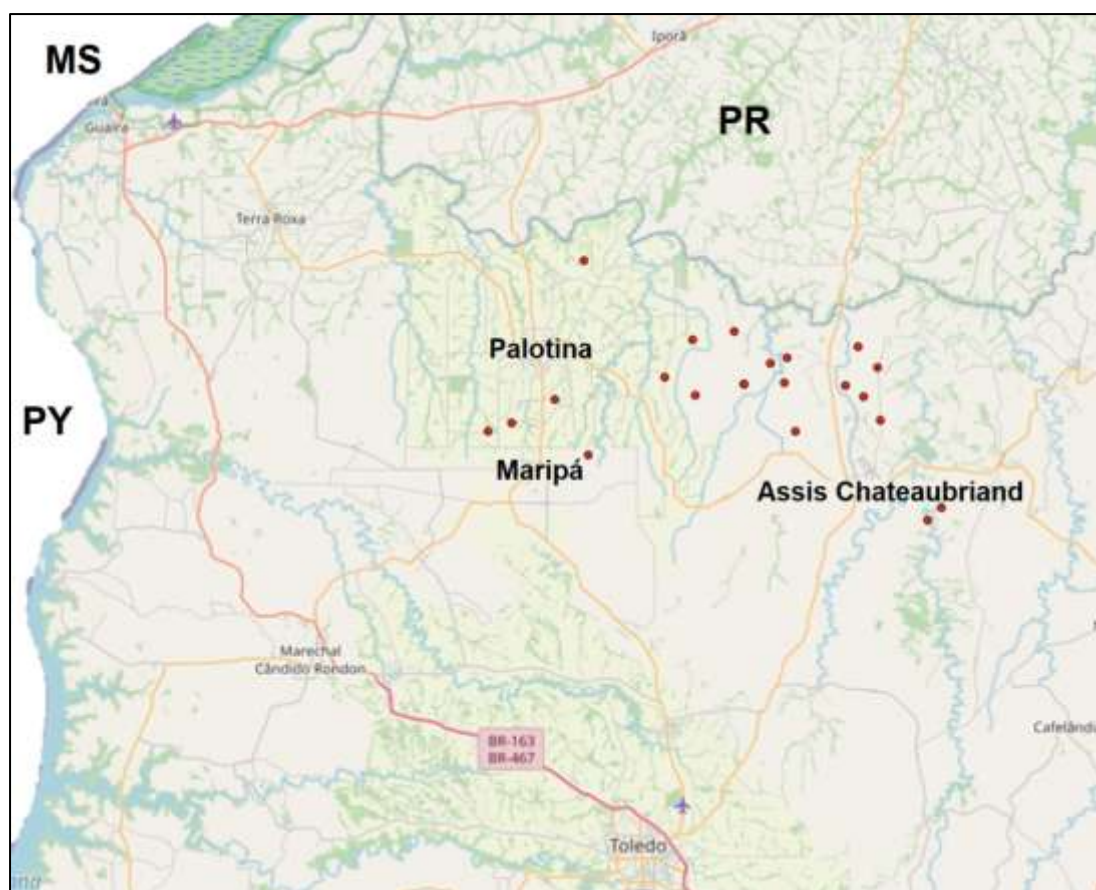 MS
Iporã
PR
Guaíra
Terra Roxa
Palotina
PY
Maripá
Assis Chateaubriand
Marechal
Cândido Rondon
BR-163
BR-467
Toledo